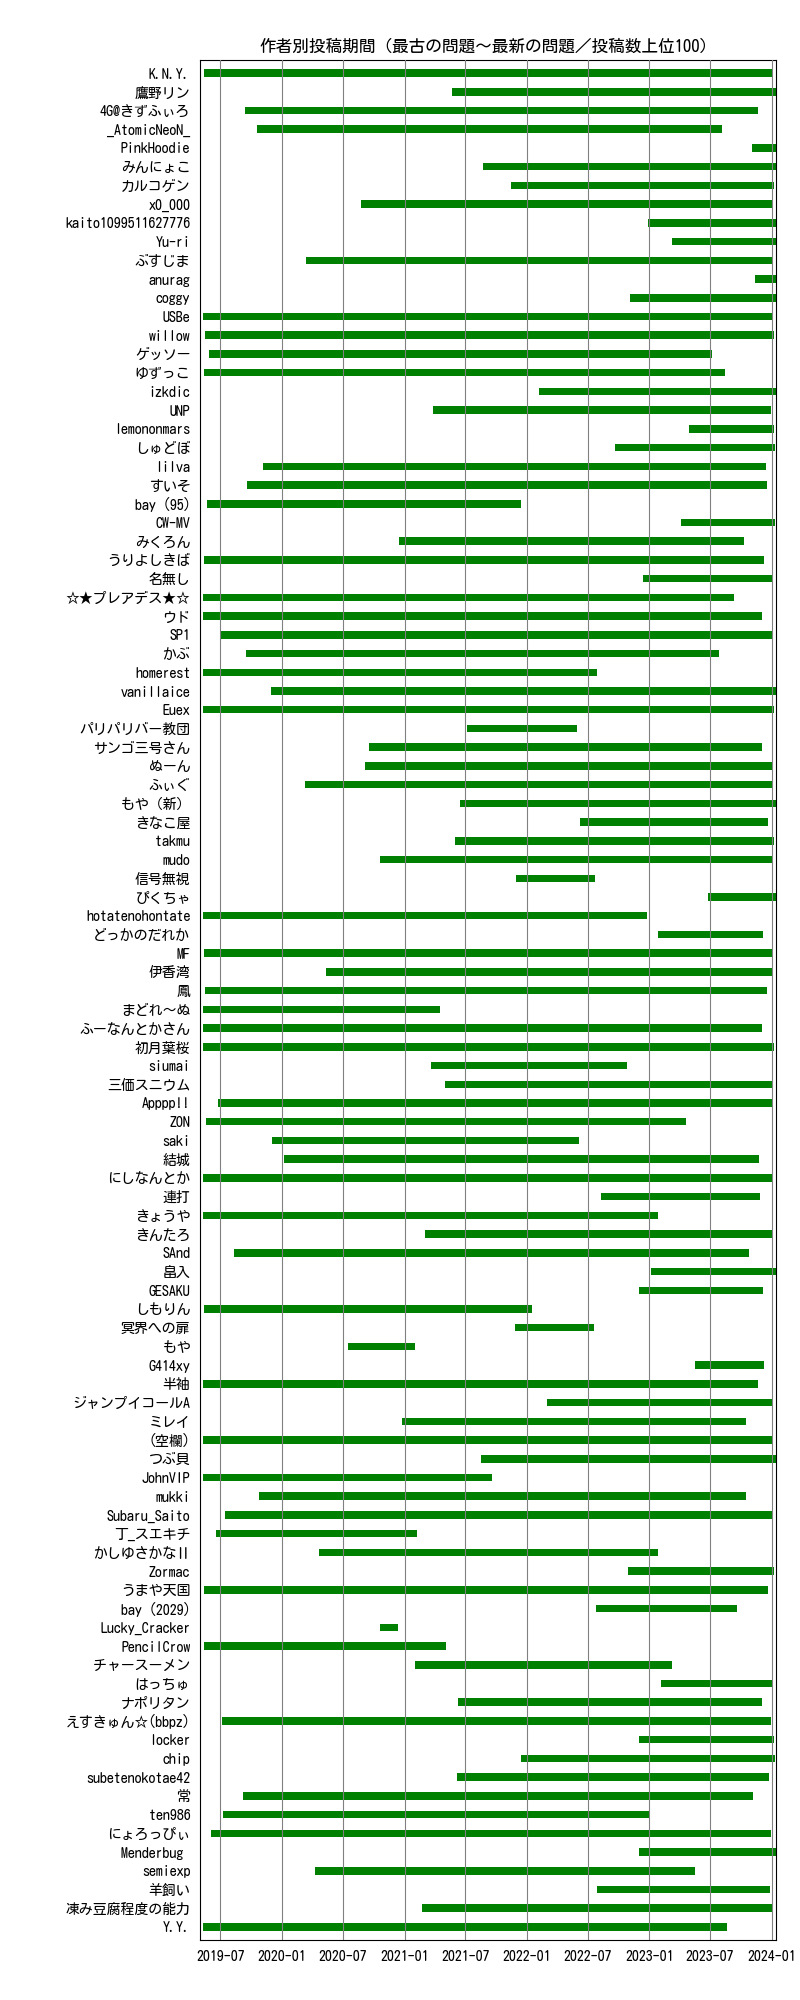 作者別投稿期間（最古の問題～最新の問題／投稿数上位100）
K.N.Y.
鷹野リン
4G@きずふぃろ
_AtomicNeoN_
PinkHoodie
みんにょこ
カルコゲン
x0_000
kaito1099511627776
Yu-ri
ぶすじま
anurag
coggy
USBe
willow
ゲッソー
ゆずっこ
izkdic
UNP
lemononmars
しゅどぼ
lilva
すいそ
bay (95)
CW-MV
みくろん
うりよしきば
名無し
☆★プレアデス★☆
ウド
SP1
かぶ
homerest
vanillaice
Euex
パリパリバー教団
サンゴ三号さん
ぬーん
ふぃぐ
もや（新）
きなこ屋
takmu
mudo
信号無視
ぴくちゃ
hotatenohontate
どっかのだれか
MF
伊香湾
鳳
まどれ～ぬ
ふーなんとかさん
初月葉桜
siumai
三価スニウム
Appppll
ZON
saki
結城
にしなんとか
連打
きょうや
きんたろ
SAnd
畠入
GESAKU
しもりん
冥界への扉
もや
G414xy
半袖
ジャンプイコールA
ミレイ
(空欄)
つぶ貝
JohnVIP
mukki
Subaru_Saito
丁_スエキチ
かしゆさかなII
Zormac
うまや天国
bay (2029)
Lucky_Cracker
PencilCrow
チャースーメン
はっちゅ
ナポリタン
えすきゅん☆(bbpz)
locker
chip
subetenokotae42
常
ten986
にょろっぴぃ
Menderbug
semiexp
羊飼い
凍み豆腐程度の能力
Y.Y.
2019-07 2020-01 2020-07 2021-01 2021-07 2022-01 2022-07 2023-01 2023-07 2024-01